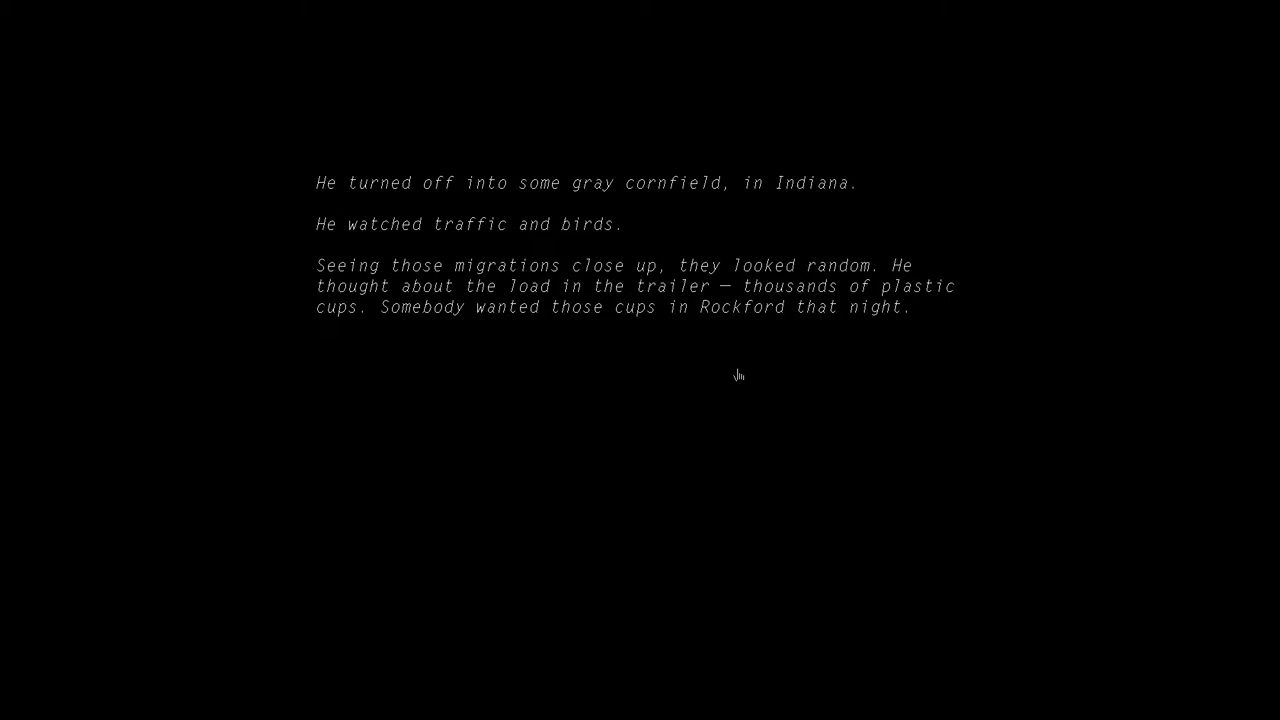 He turned off into some gray cornfield, in Indiana.
He watched traffic and birds.
Seeing those migrations close up, they looked random. He
thought about the load in the trailer — thousands of plastic
cups. Somebody wanted those cups in Rockford that night.